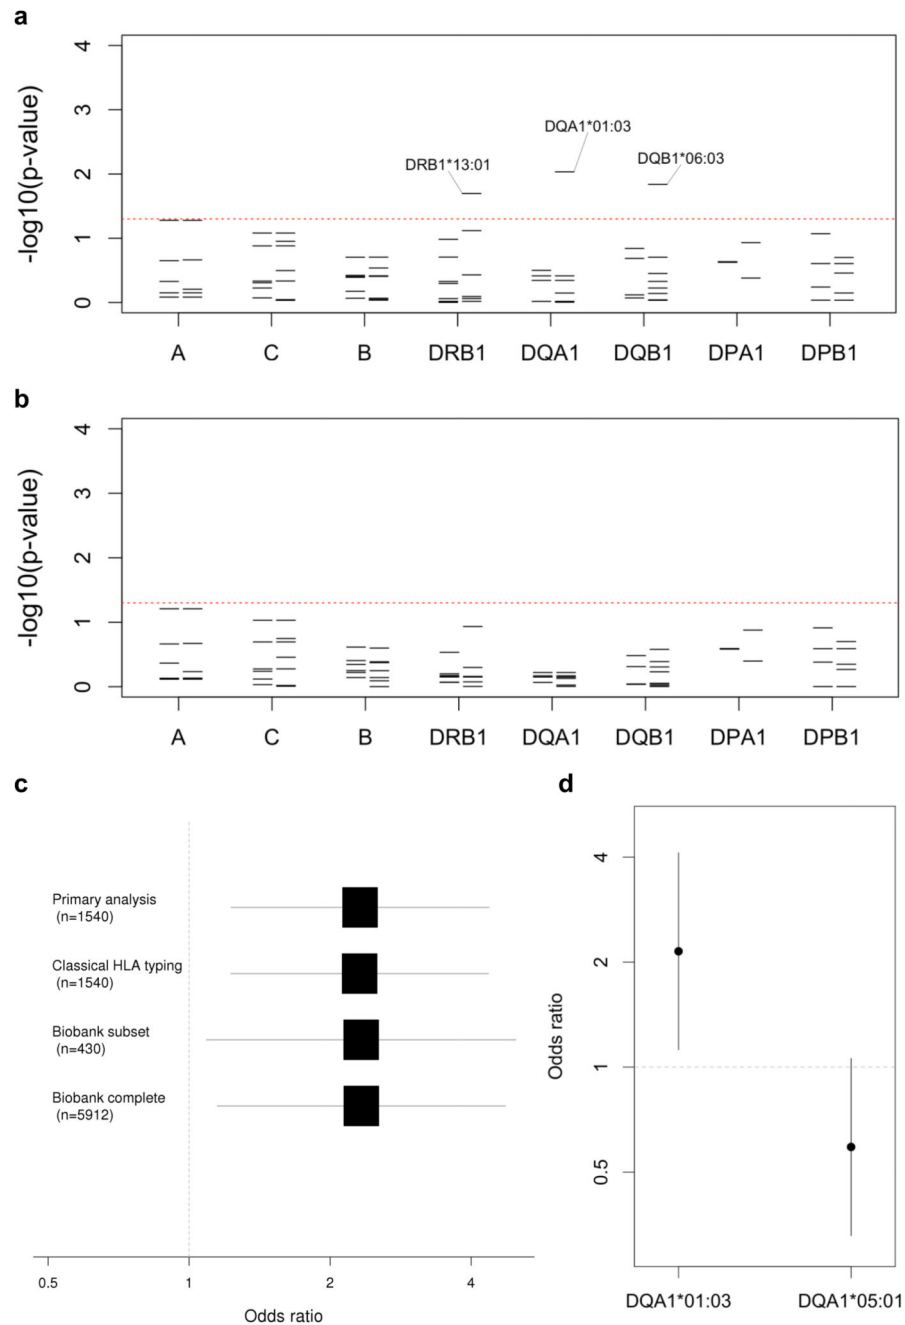 a
-log10(p-value)
4
3
2
1
0
DRB1*13:01
DQA1*01:03
DQB1*06:03
A C B DRB1 DQA1 DQB1 DPA1 DPB1
b
-log10(p-value)
4
3
2
1
0
A C B DRB1 DQA1 DQB1 DPA1 DPB1
c
Primary analysis
(n=1540)
Classical HLA typing
(n=1540)
Biobank subset
(n=430)
Biobank complete
(n=5912)
0.5 1 2 4
Odds ratio
d
Odds ratio
4
2
1
0.5
DQA1*01:03 DQA1*05:01